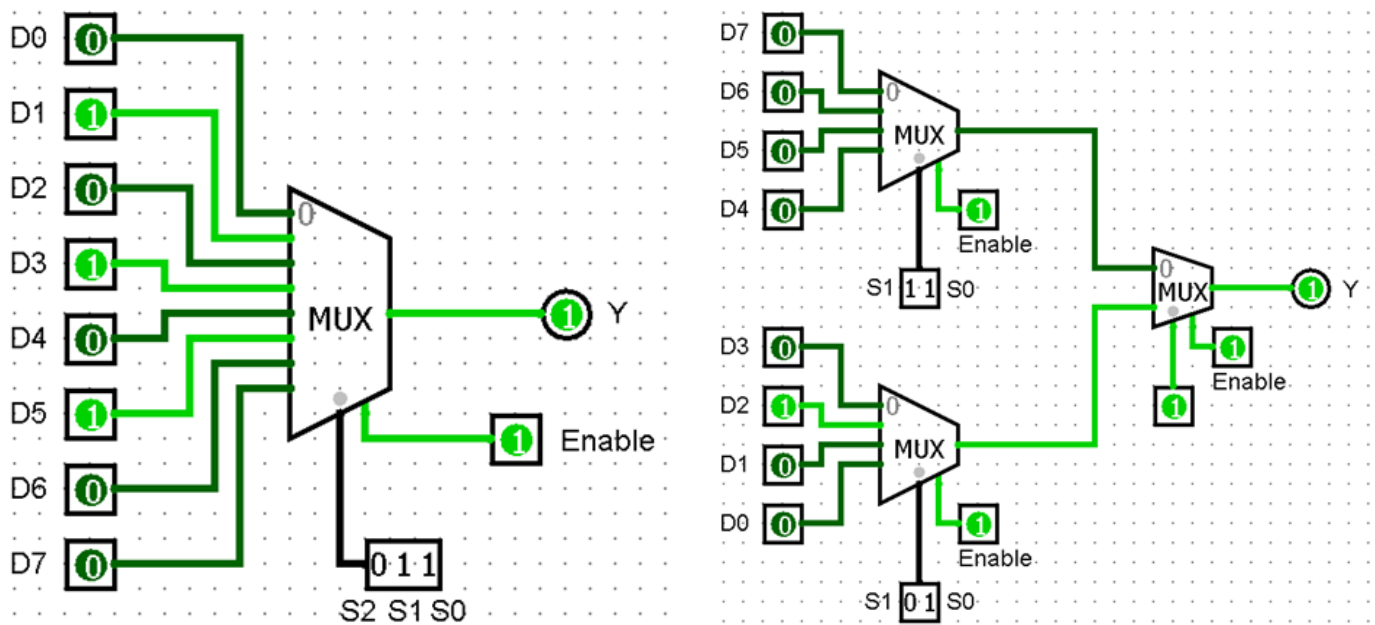 D0 0
D1 1
D2 0
D3 1
D4 0
D5 1
D6 0
D7 0
0
MUX
1 Y
1 Enable
0 1 1
S2 S1 S0
D7 0
D6 0
D5 0
D4 0
0
MUX
1
Enable
S1 1 1 S0
D3 0
D2 1
D1 0
D0 0
0
MUX
1
Enable
S1 0 1 S0
0
MUX
1 Y
1
Enable
1